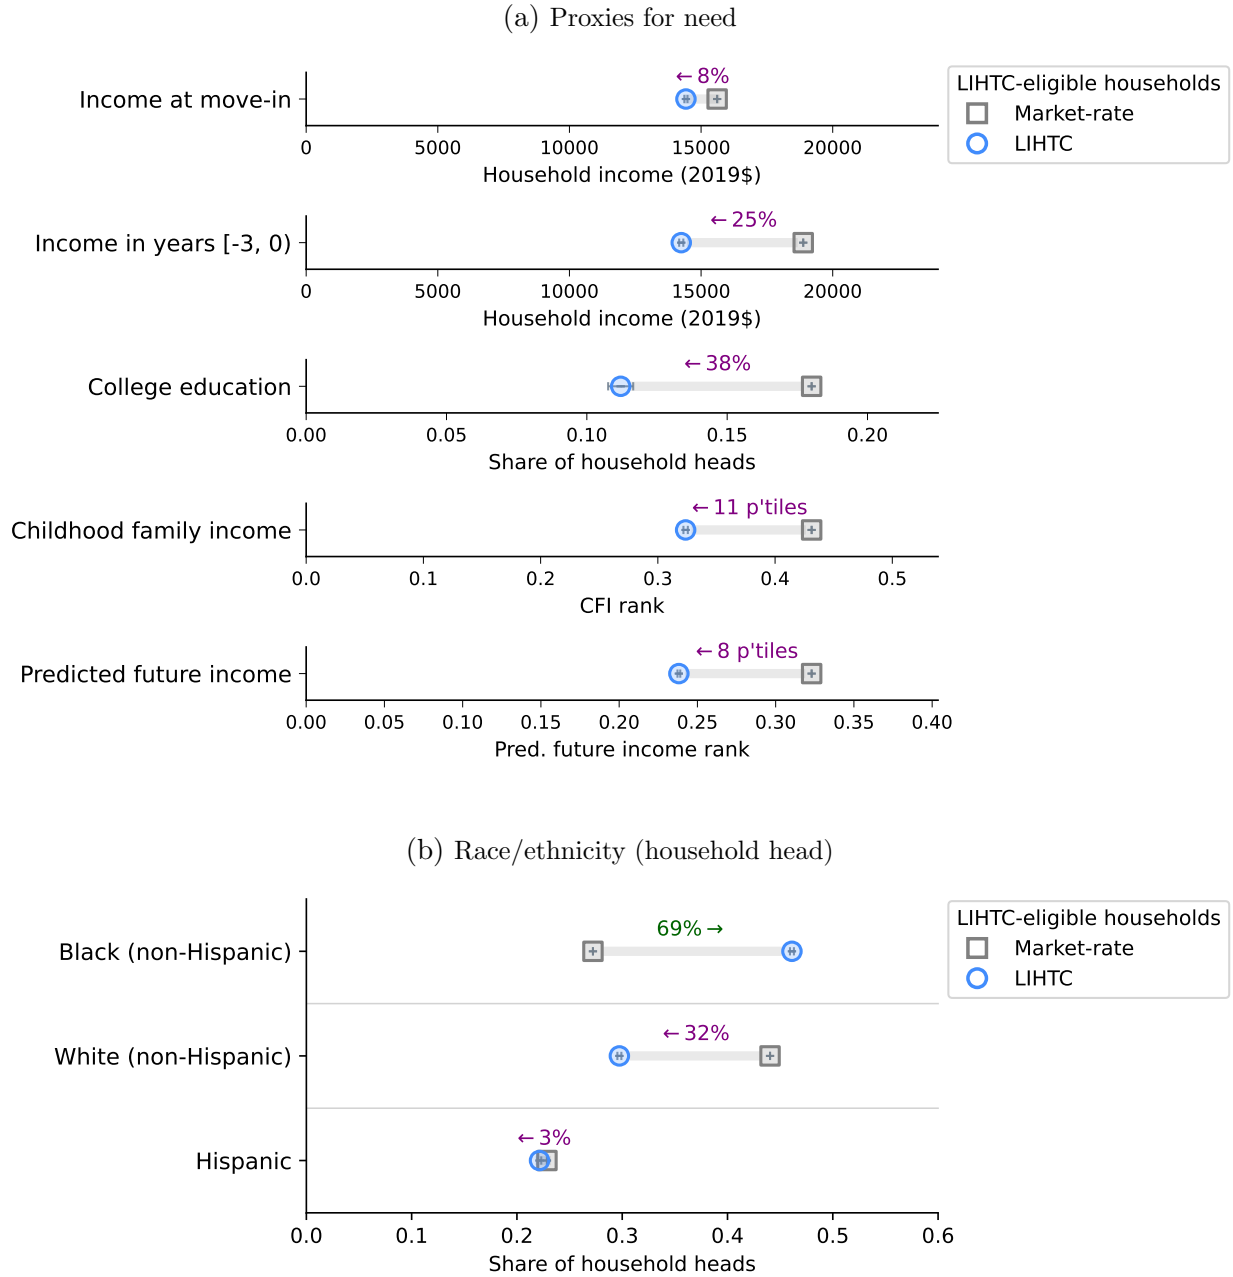 (a) Proxies for need
← 8%
LIHTC-eligible households
Market-rate
LIHTC
Income at move-in
0 5000 10000 15000 20000
Household income (2019$)
← 25%
Income in years [-3, 0)
0 5000 10000 15000 20000
Household income (2019$)
← 38%
College education
0.00 0.05 0.10 0.15 0.20
Share of household heads
← 11 p'tiles
Childhood family income
0.0 0.1 0.2 0.3 0.4 0.5
CFI rank
← 8 p'tiles
Predicted future income
0.00 0.05 0.10 0.15 0.20 0.25 0.30 0.35 0.40
Pred. future income rank
(b) Race/ethnicity (household head)
LIHTC-eligible households
Market-rate
LIHTC
69% →
Black (non-Hispanic)
← 32%
White (non-Hispanic)
← 3%
Hispanic
0.0 0.1 0.2 0.3 0.4 0.5 0.6
Share of household heads